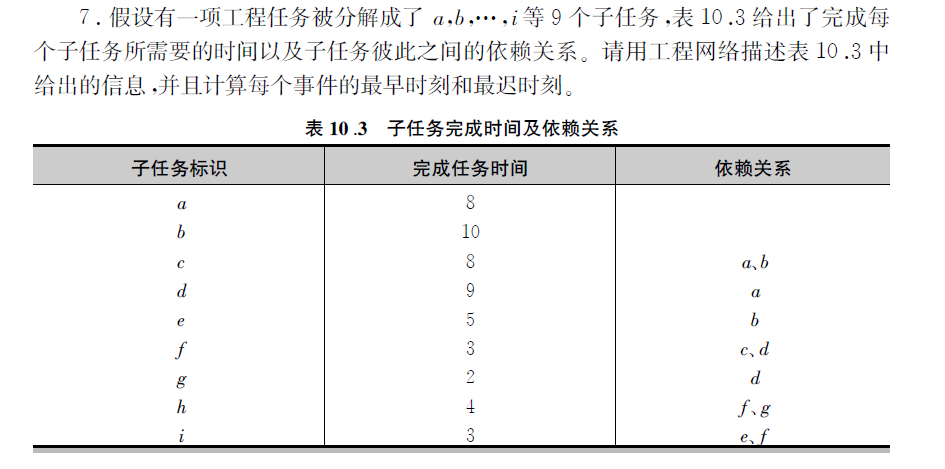 7.假设有一项工程任务被分解成了 a,b,…,i等9个子任务,表10.3给出了完成每
个子任务所需要的时间以及子任务彼此之间的依赖关系。请用工程网络描述表10.3中
给出的信息,并且计算每个事件的最早时刻和最迟时刻。
表 10.3 子任务完成时间及依赖关系
子任务标识 完成任务时间 依赖关系
a 8
b 10
c 8 a、b
d 9 a
e 5 b
f 3 c、d
g 2 d
h 4 f、g
i 3 e、f